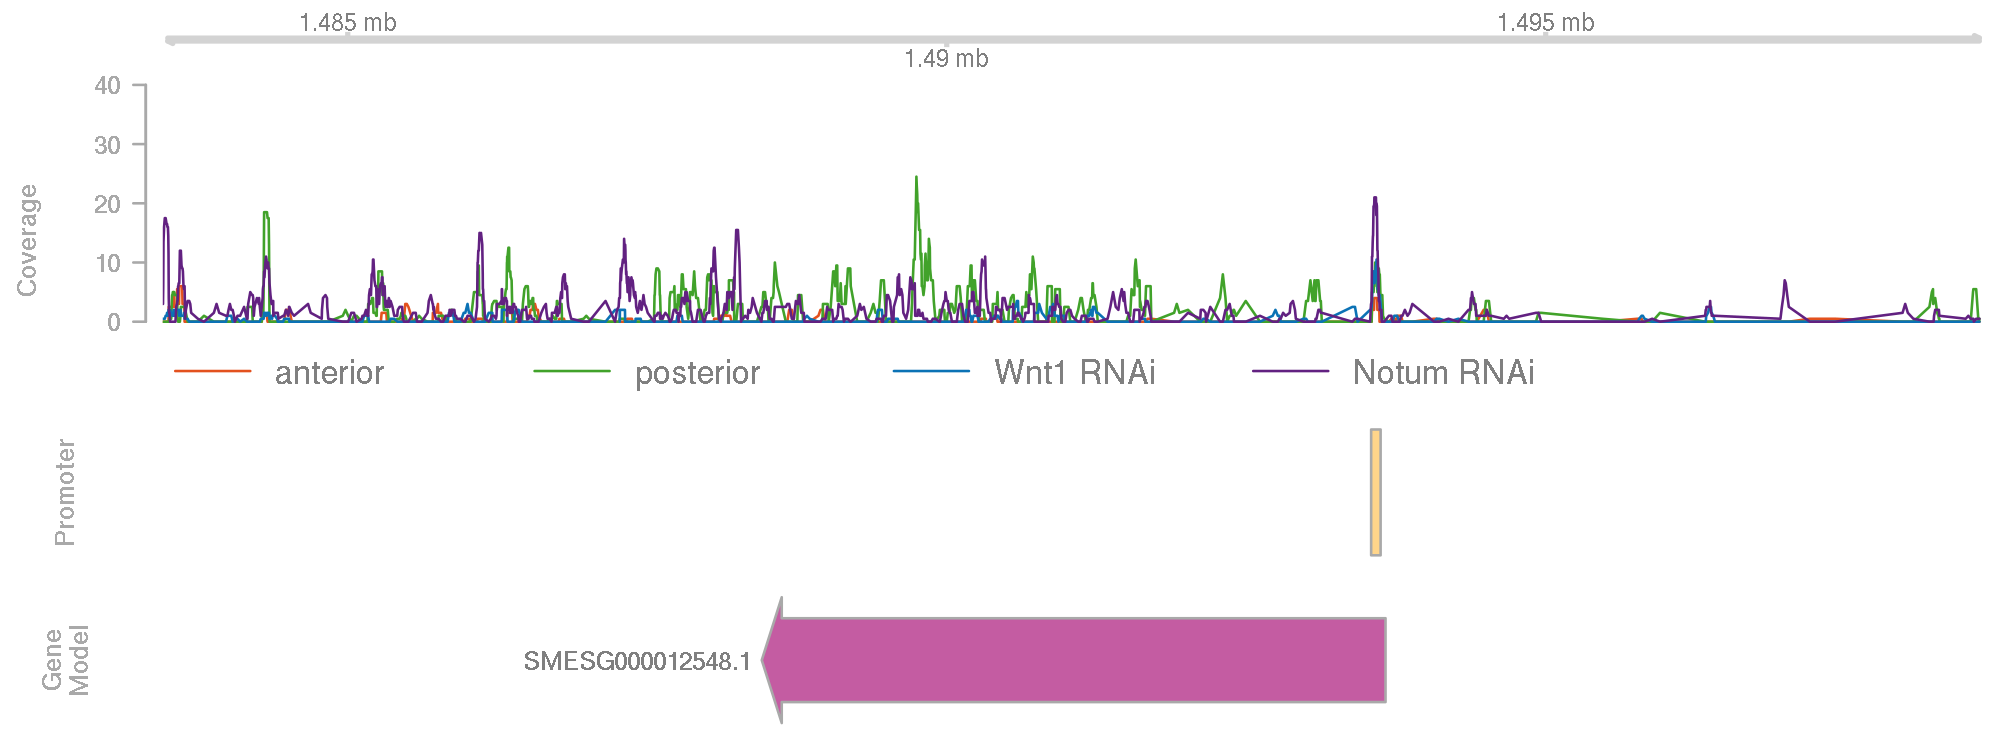 1.485 mb
1.495 mb
1.49 mb
40
30
20
10
0
Coverage
anterior
posterior
Wnt1 RNAi
Notum RNAi
Promoter
Gene
Model
SMESG000012548.1